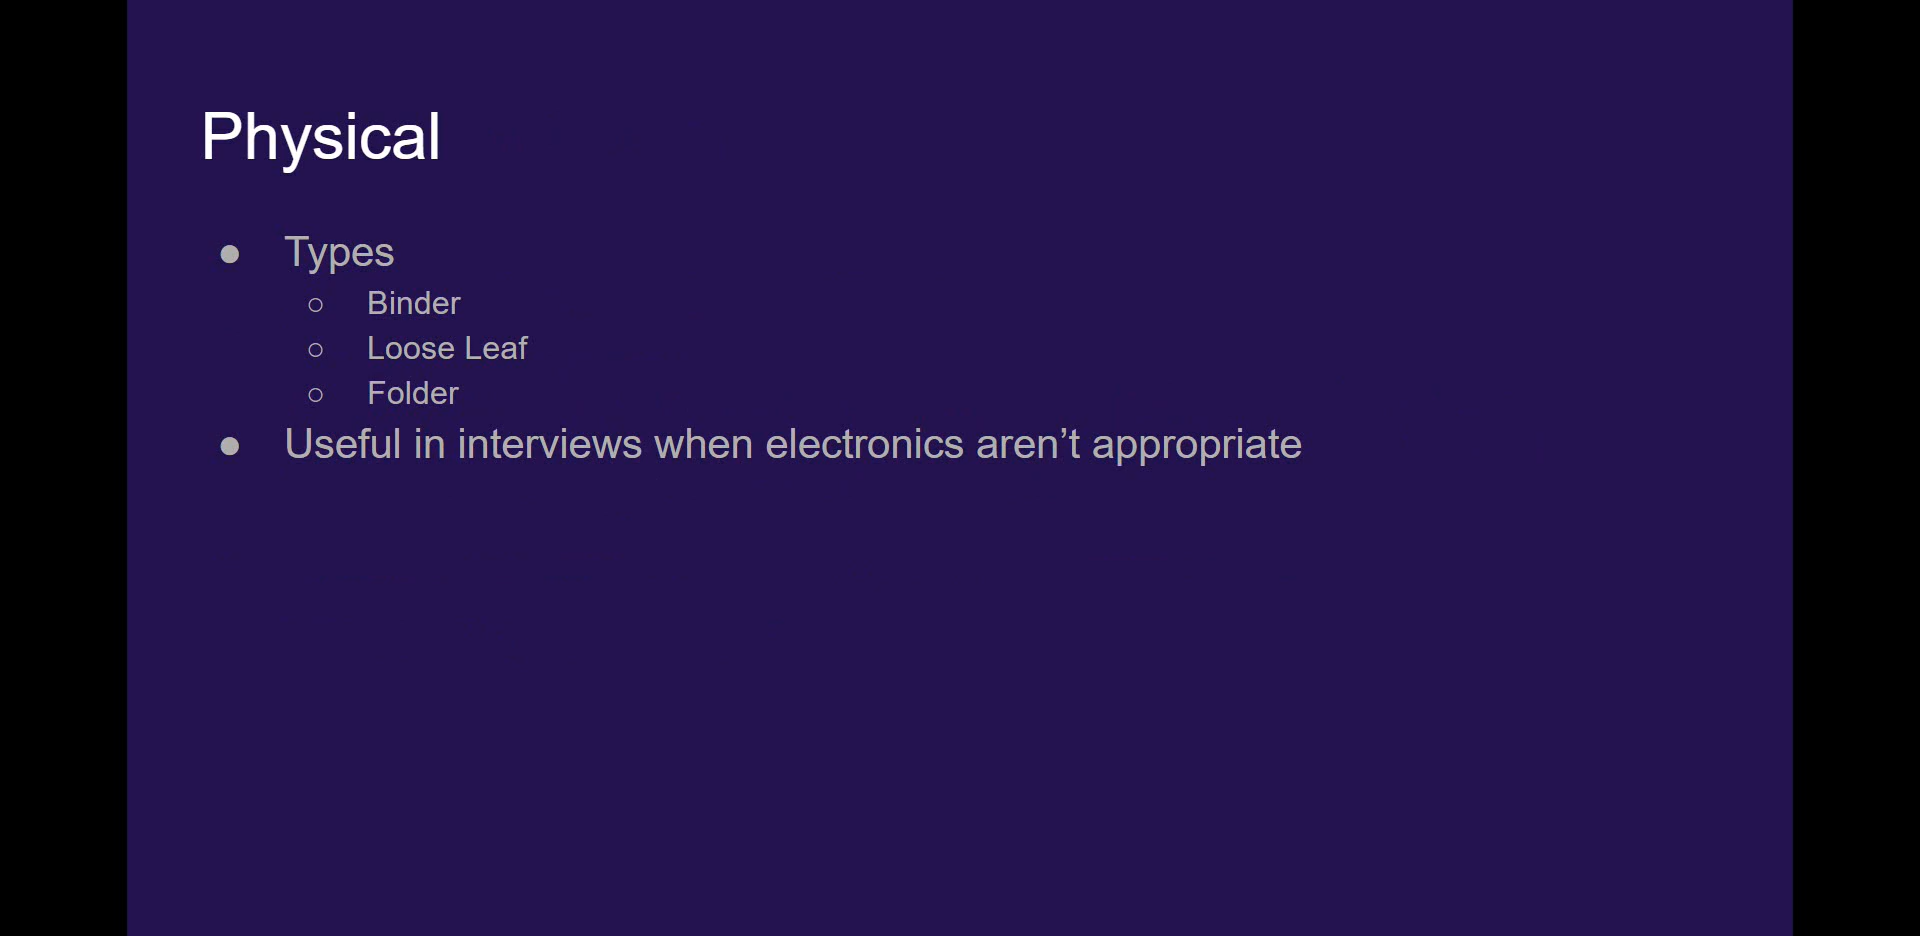 Physical
● Types
○ Binder
○ Loose Leaf
○ Folder
● Useful in interviews when electronics aren’t appropriate